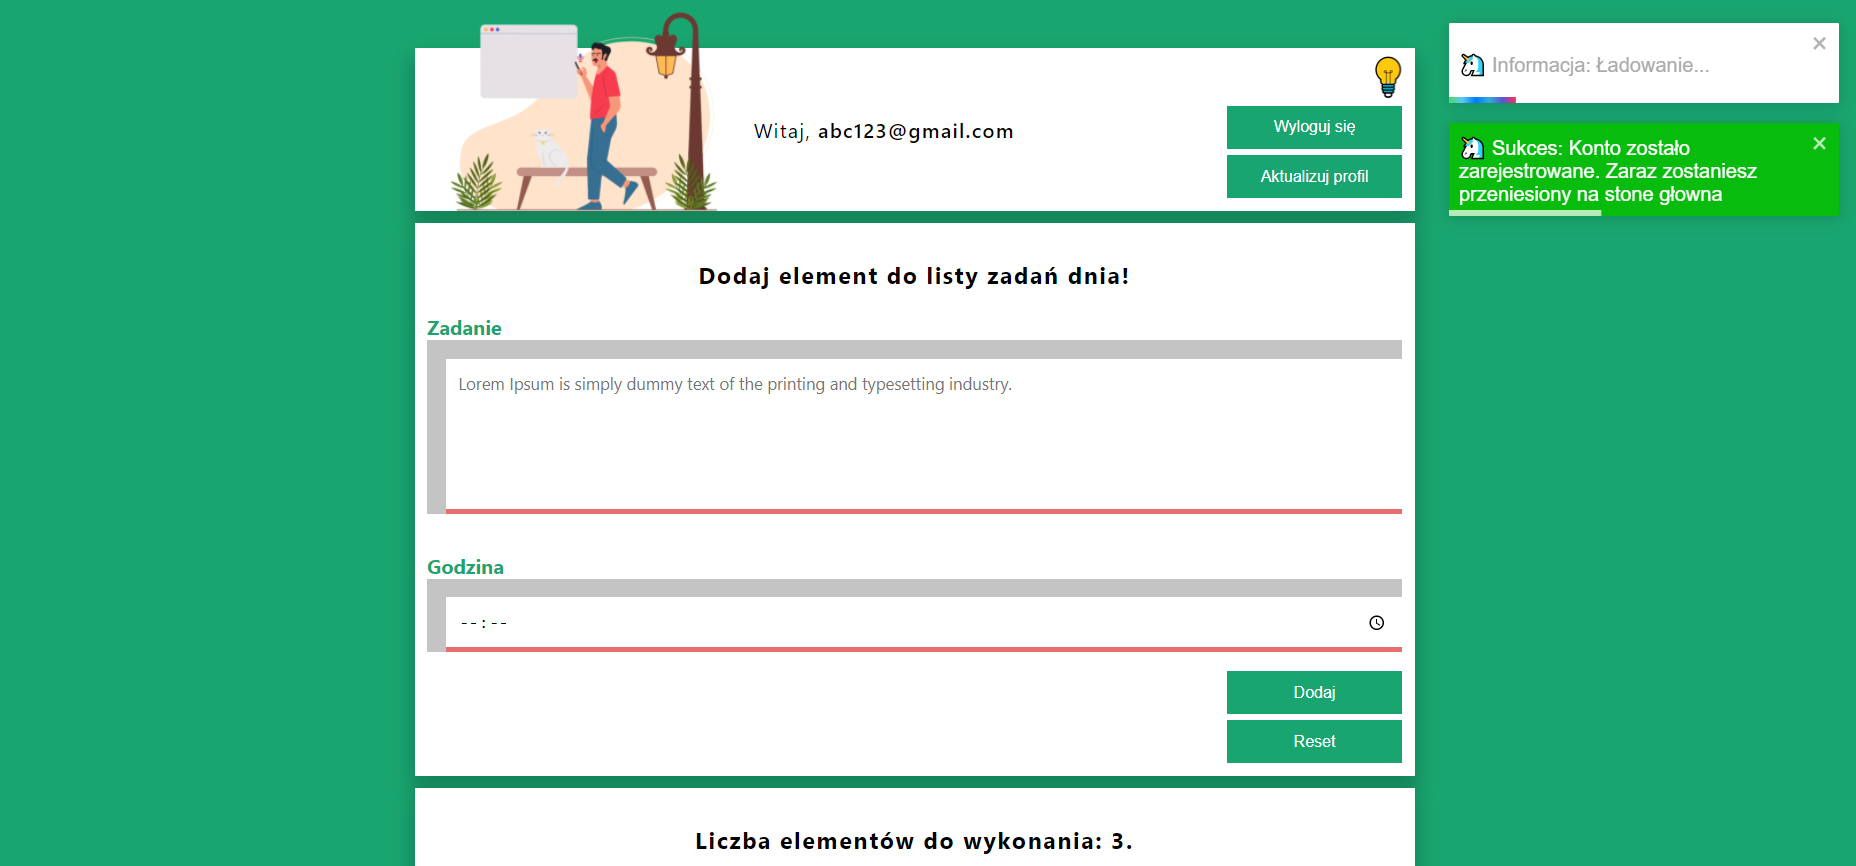 Witaj, abc123@gmail.com
Wyloguj się
Aktualizuj profil
🦄 Informacja: Ładowanie...
×
🦄 Sukces: Konto zostało
zarejestrowane. Zaraz zostaniesz
przeniesiony na stone głowna
×
Dodaj element do listy zadań dnia!
Zadanie
Lorem Ipsum is simply dummy text of the printing and typesetting industry.
Godzina
--:--
Dodaj
Reset
Liczba elementów do wykonania: 3.